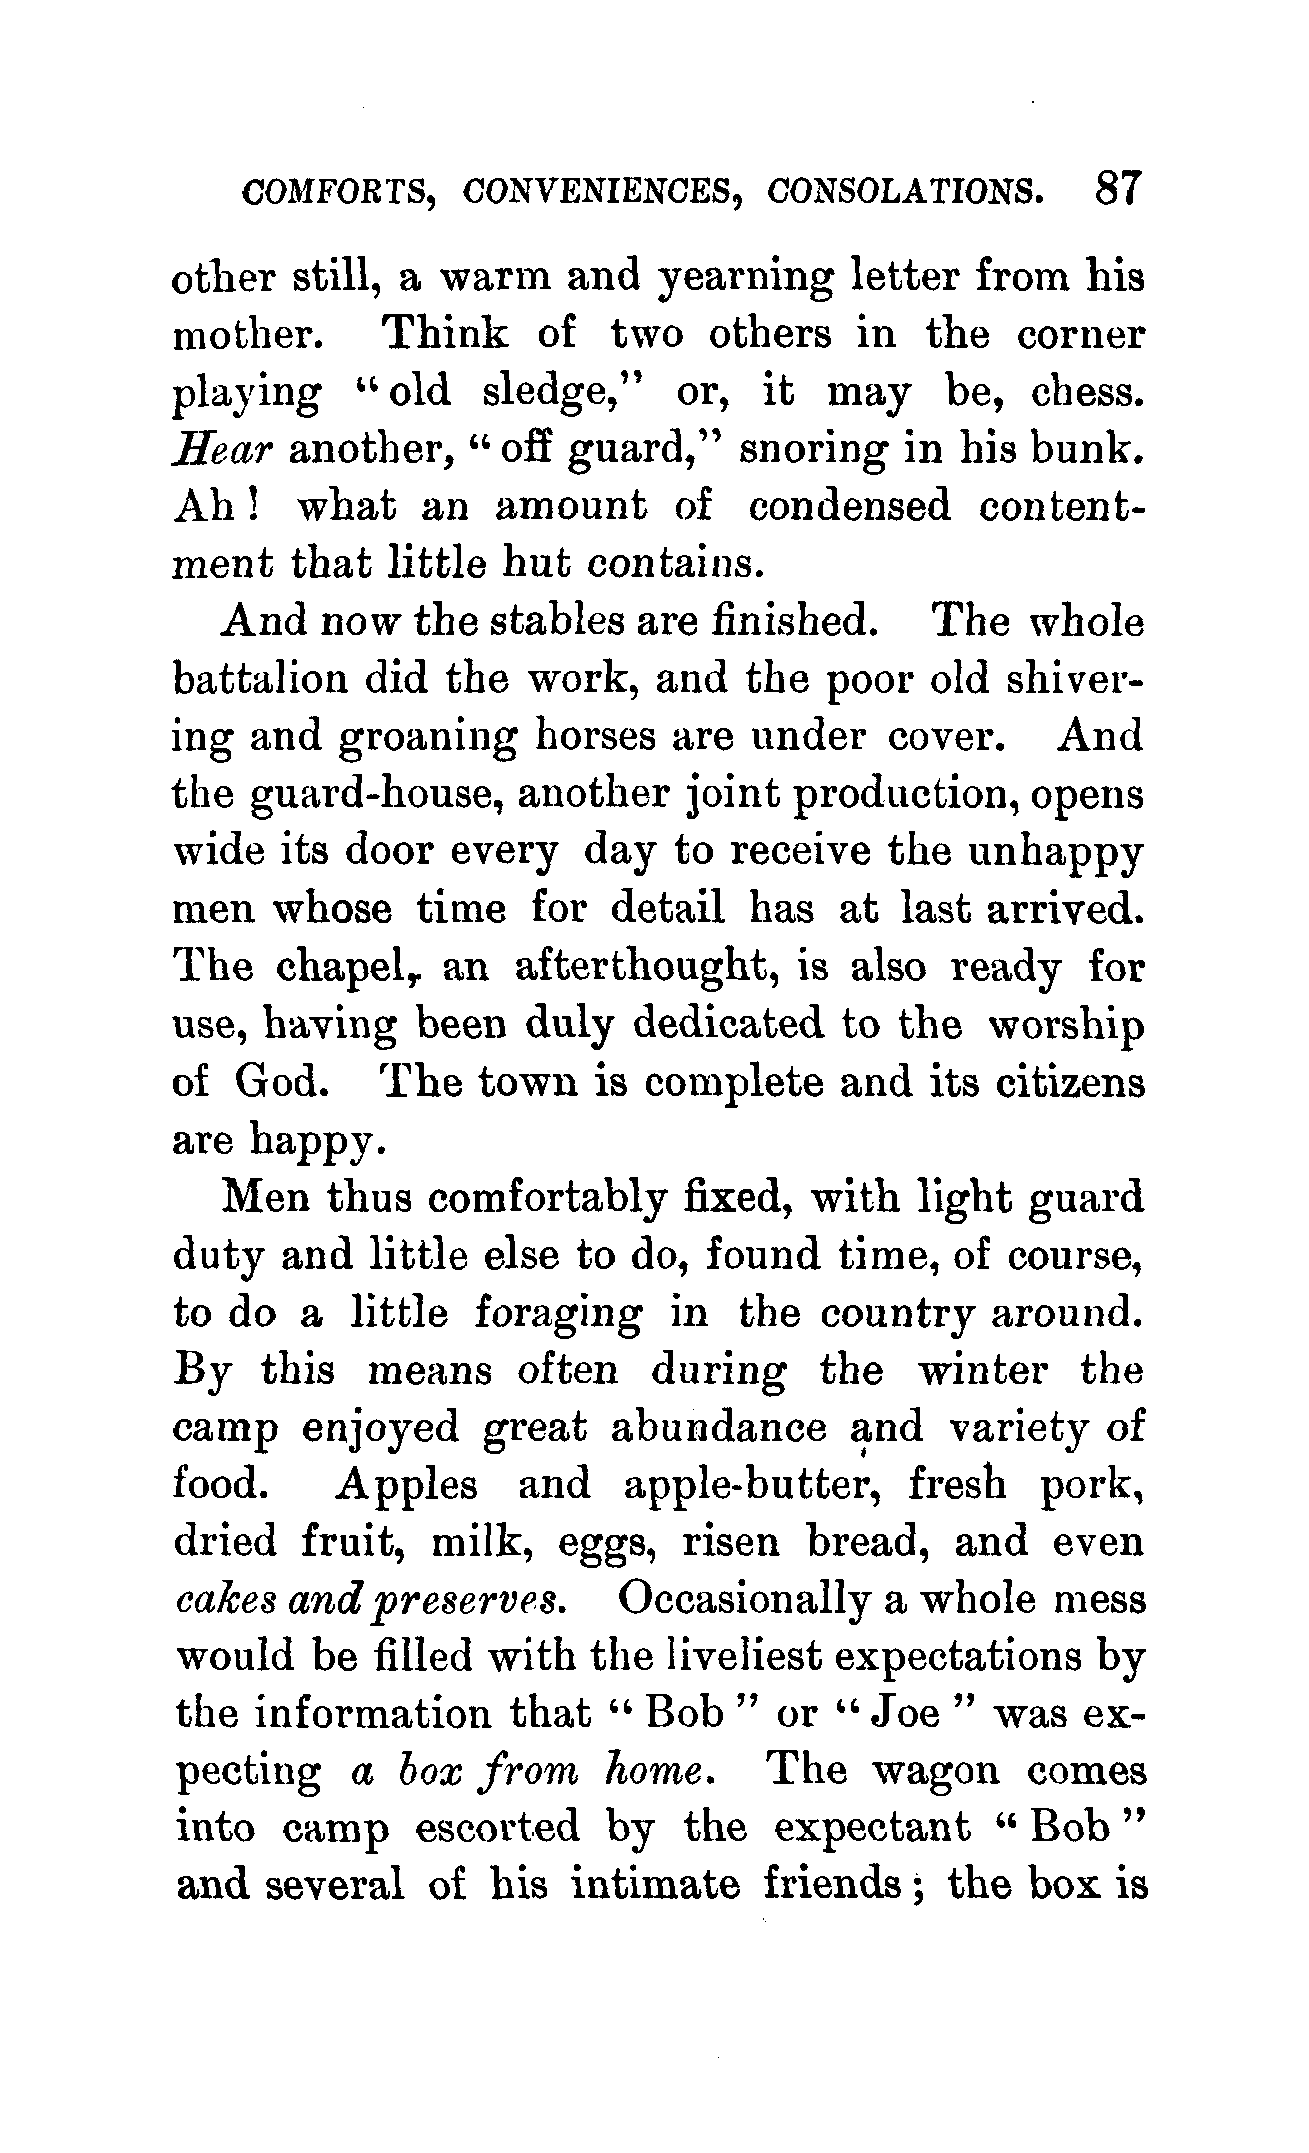 COMFORTS, CONVENIENCES, CONSOLATIONS. 87
other still, a warm and yearning letter from his
mother. Think of two others in the corner
playing “old sledge,” or, it may be, chess.
Hear another, “off guard,” snoring in his bunk.
Ah! what an amount of condensed content-
ment that little hut contains.
And now the stables are finished. The whole
battalion did the work, and the poor old shiver-
ing and groaning horses are under cover. And
the guard-house, another joint production, opens
wide its door every day to receive the unhappy
men whose time for detail has at last arrived.
The chapel, an afterthought, is also ready for
use, having been duly dedicated to the worship
of God. The town is complete and its citizens
are happy.
Men thus comfortably fixed, with light guard
duty and little else to do, found time, of course,
to do a little foraging in the country around.
By this means often during the winter the
camp enjoyed great abundance and variety of
food. Apples and apple-butter, fresh pork,
dried fruit, milk, eggs, risen bread, and even
cakes and preserves. Occasionally a whole mess
would be filled with the liveliest expectations by
the information that “Bob” or “Joe” was ex-
pecting a box from home. The wagon comes
into camp escorted by the expectant “Bob”
and several of his intimate friends; the box is